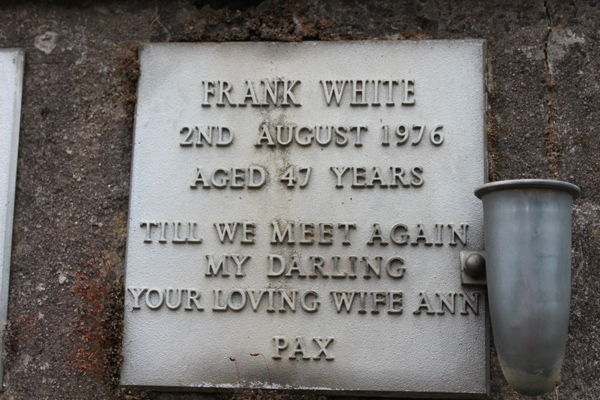 FRANK WHITE
2ND AUGUST 1976
AGED 47 YEARS
TILL WE MEET AGAIN
MY DARLING
YOUR LOVING WIFE ANN
PAX